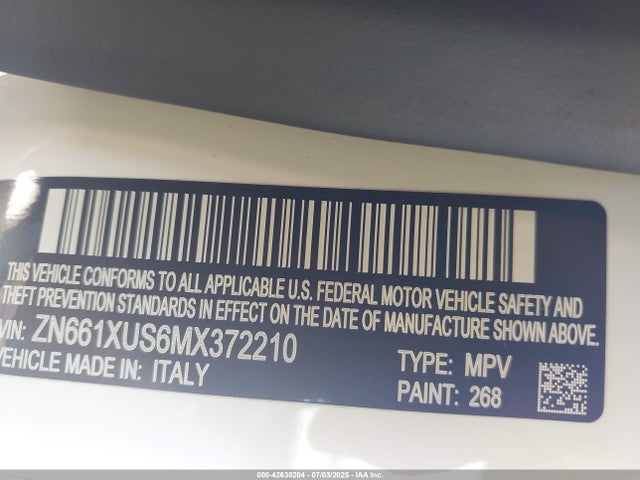 THIS VEHICLE CONFORMS TO ALL APPLICABLE U.S. FEDERAL MOTOR VEHICLE SAFETY AND
THEFT PREVENTION STANDARDS IN EFFECT ON THE DATE OF MANUFACTURE SHOWN ABOVE.
VIN: ZN661XUS6MX372210
VEHICLE MADE IN: ITALY
TYPE: MPV
PAINT: 268
000-42638204 - 07/03/2025 - IAA Inc.